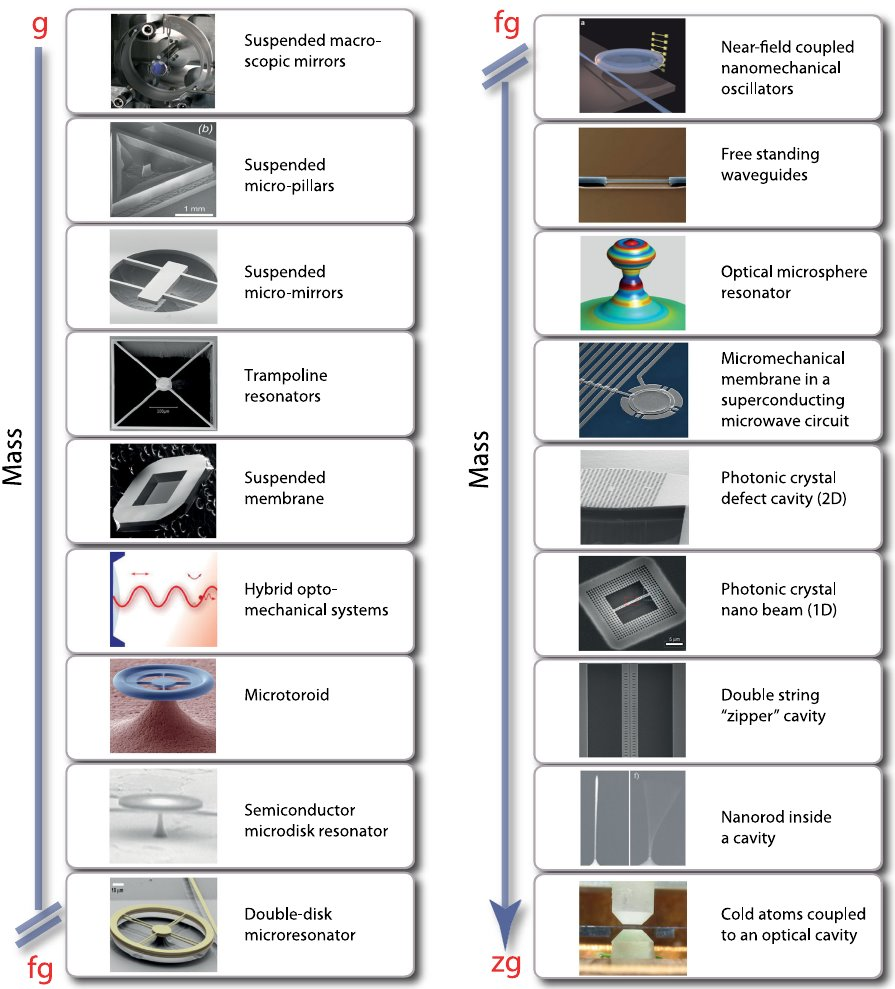 g
Mass
Suspended macro-
scopic mirrors
(b)
1 mm
Suspended
micro-pillars
Suspended
micro-mirrors
100µm
Trampoline
resonators
Suspended
membrane
Hybrid opto-
mechanical systems
Microtoroid
Semiconductor
microdisk resonator
Double-disk
microresonator
fg
fg
Mass
a
Near-field coupled
nanomechanical
oscillators
Free standing
waveguides
Optical microsphere
resonator
Micromechanical
membrane in a
superconducting
microwave circuit
Photonic crystal
defect cavity (2D)
5 µm
Photonic crystal
nano beam (1D)
Double string
“zipper” cavity
f)
Nanorod inside
a cavity
Cold atoms coupled
to an optical cavity
zg